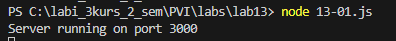 PS C:\labi_3kurs_2_sem\PVI\labs\lab13> node 13-01.js
Server running on port 3000